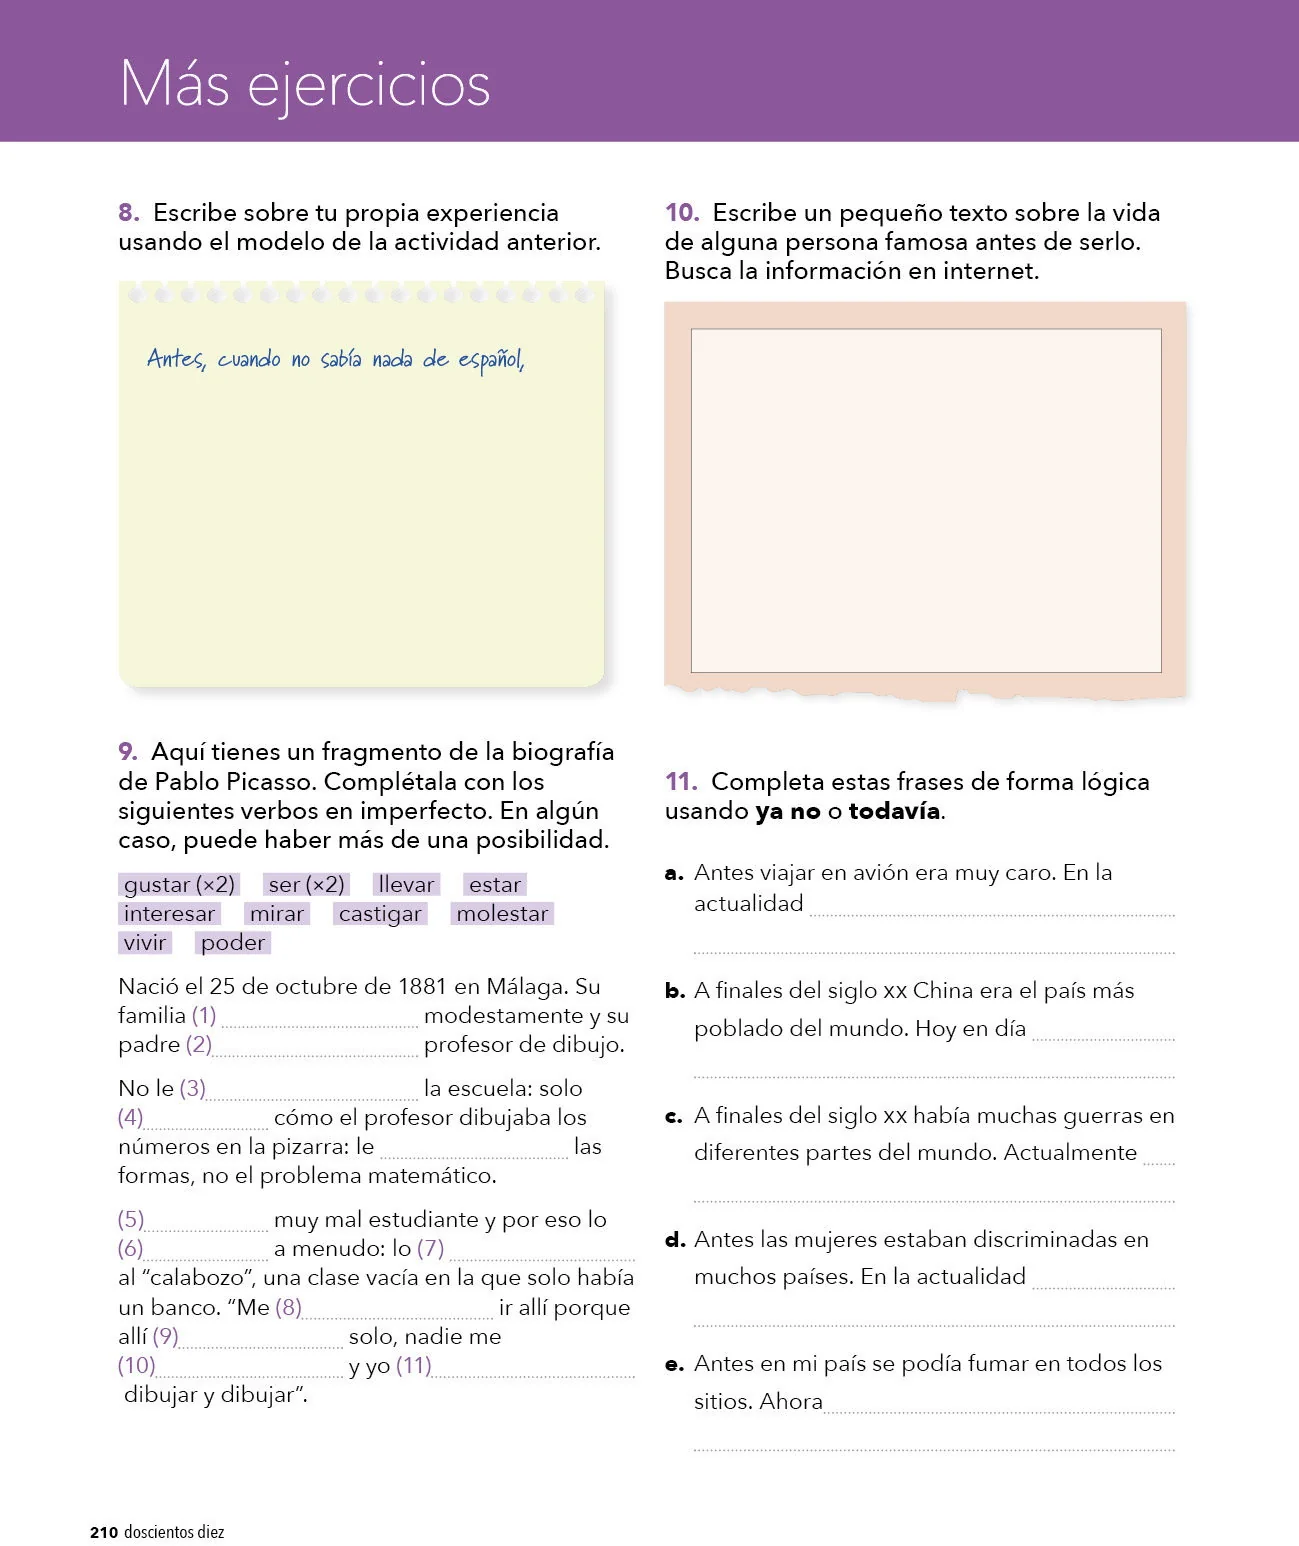 Más ejercicios
8. Escribe sobre tu propia experiencia
usando el modelo de la actividad anterior.
Antes, cuando no sabía nada de español,
9. Aquí tienes un fragmento de la biografía
de Pablo Picasso. Complétala con los
siguientes verbos en imperfecto. En algún
caso, puede haber más de una posibilidad.
gustar (×2) ser (×2) llevar estar
interesar mirar castigar molestar
vivir poder
Nació el 25 de octubre de 1881 en Málaga. Su
familia (1) modestamente y su
padre (2) profesor de dibujo.
No le (3) la escuela: solo
(4) cómo el profesor dibujaba los
números en la pizarra: le las
formas, no el problema matemático.
(5) muy mal estudiante y por eso lo
(6) a menudo: lo (7)
al “calabozo”, una clase vacía en la que solo había
un banco. “Me (8) ir allí porque
allí (9) solo, nadie me
(10) y yo (11)
dibujar y dibujar”.
10. Escribe un pequeño texto sobre la vida
de alguna persona famosa antes de serlo.
Busca la información en internet.
11. Completa estas frases de forma lógica
usando ya no o todavía.
a. Antes viajar en avión era muy caro. En la
actualidad
b. A finales del siglo xx China era el país más
poblado del mundo. Hoy en día
c. A finales del siglo xx había muchas guerras en
diferentes partes del mundo. Actualmente
d. Antes las mujeres estaban discriminadas en
muchos países. En la actualidad
e. Antes en mi país se podía fumar en todos los
sitios. Ahora
210 doscientos diez